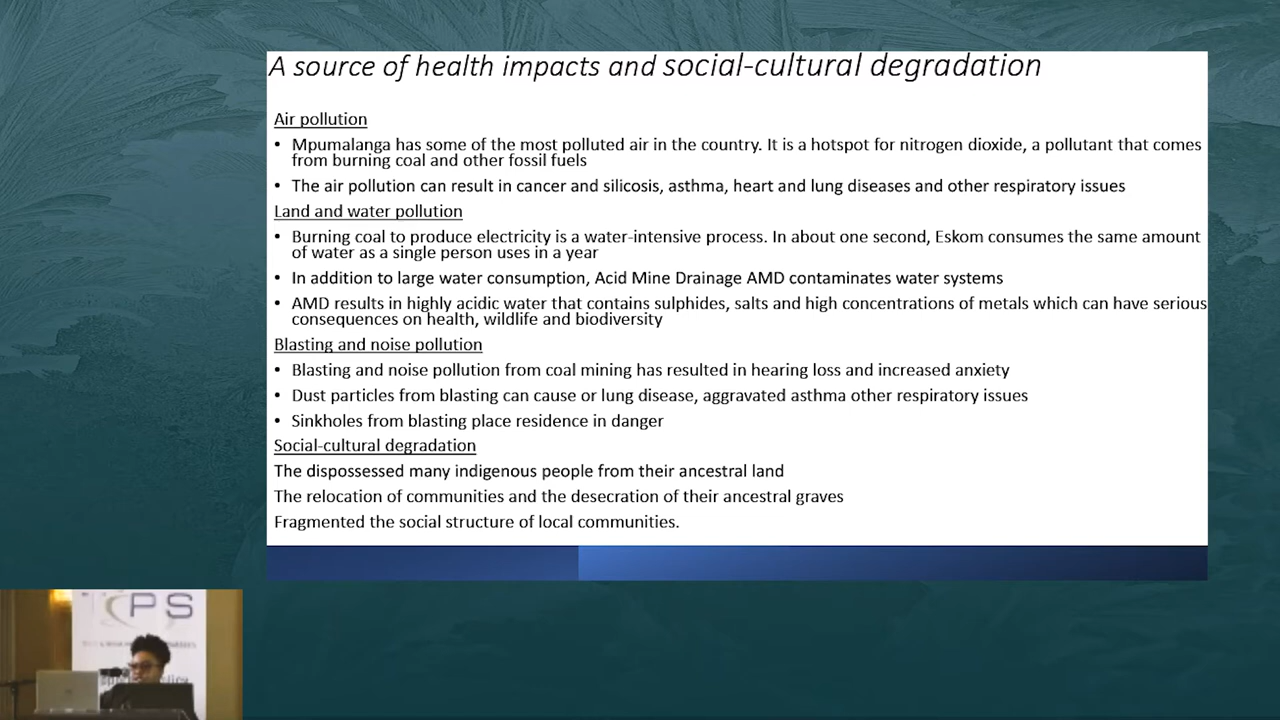 A source of health impacts and social-cultural degradation
Air pollution
• Mpumalanga has some of the most polluted air in the country. It is a hotspot for nitrogen dioxide, a pollutant that comes
from burning coal and other fossil fuels
• The air pollution can result in cancer and silicosis, asthma, heart and lung diseases and other respiratory issues
Land and water pollution
• Burning coal to produce electricity is a water-intensive process. In about one second, Eskom consumes the same amount
of water as a single person uses in a year
• In addition to large water consumption, Acid Mine Drainage AMD contaminates water systems
• AMD results in highly acidic water that contains sulphides, salts and high concentrations of metals which can have serious
consequences on health, wildlife and biodiversity
Blasting and noise pollution
• Blasting and noise pollution from coal mining has resulted in hearing loss and increased anxiety
• Dust particles from blasting can cause or lung disease, aggravated asthma other respiratory issues
• Sinkholes from blasting place residence in danger
Social-cultural degradation
The dispossessed many indigenous people from their ancestral land
The relocation of communities and the desecration of their ancestral graves
Fragmented the social structure of local communities.
PS